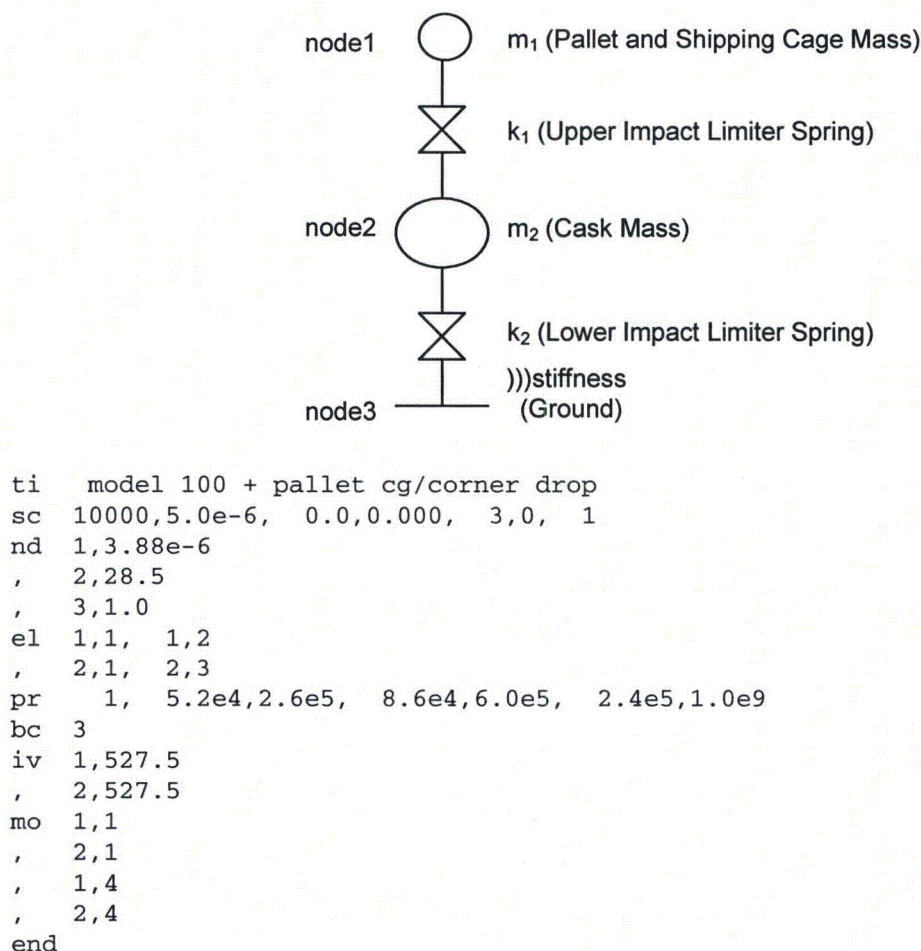 node1 m₁ (Pallet and Shipping Cage Mass)
k₁ (Upper Impact Limiter Spring)
node2 m₂ (Cask Mass)
k₂ (Lower Impact Limiter Spring)
)))stiffness
node3 (Ground)
ti model 100 + pallet cg/corner drop
sc 10000,5.0e-6, 0.0,0.000, 3,0, 1
nd 1,3.88e-6
, 2,28.5
, 3,1.0
el 1,1, 1,2
, 2,1, 2,3
pr 1, 5.2e4,2.6e5, 8.6e4,6.0e5, 2.4e5,1.0e9
bc 3
iv 1,527.5
, 2,527.5
mo 1,1
, 2,1
, 1,4
, 2,4
end